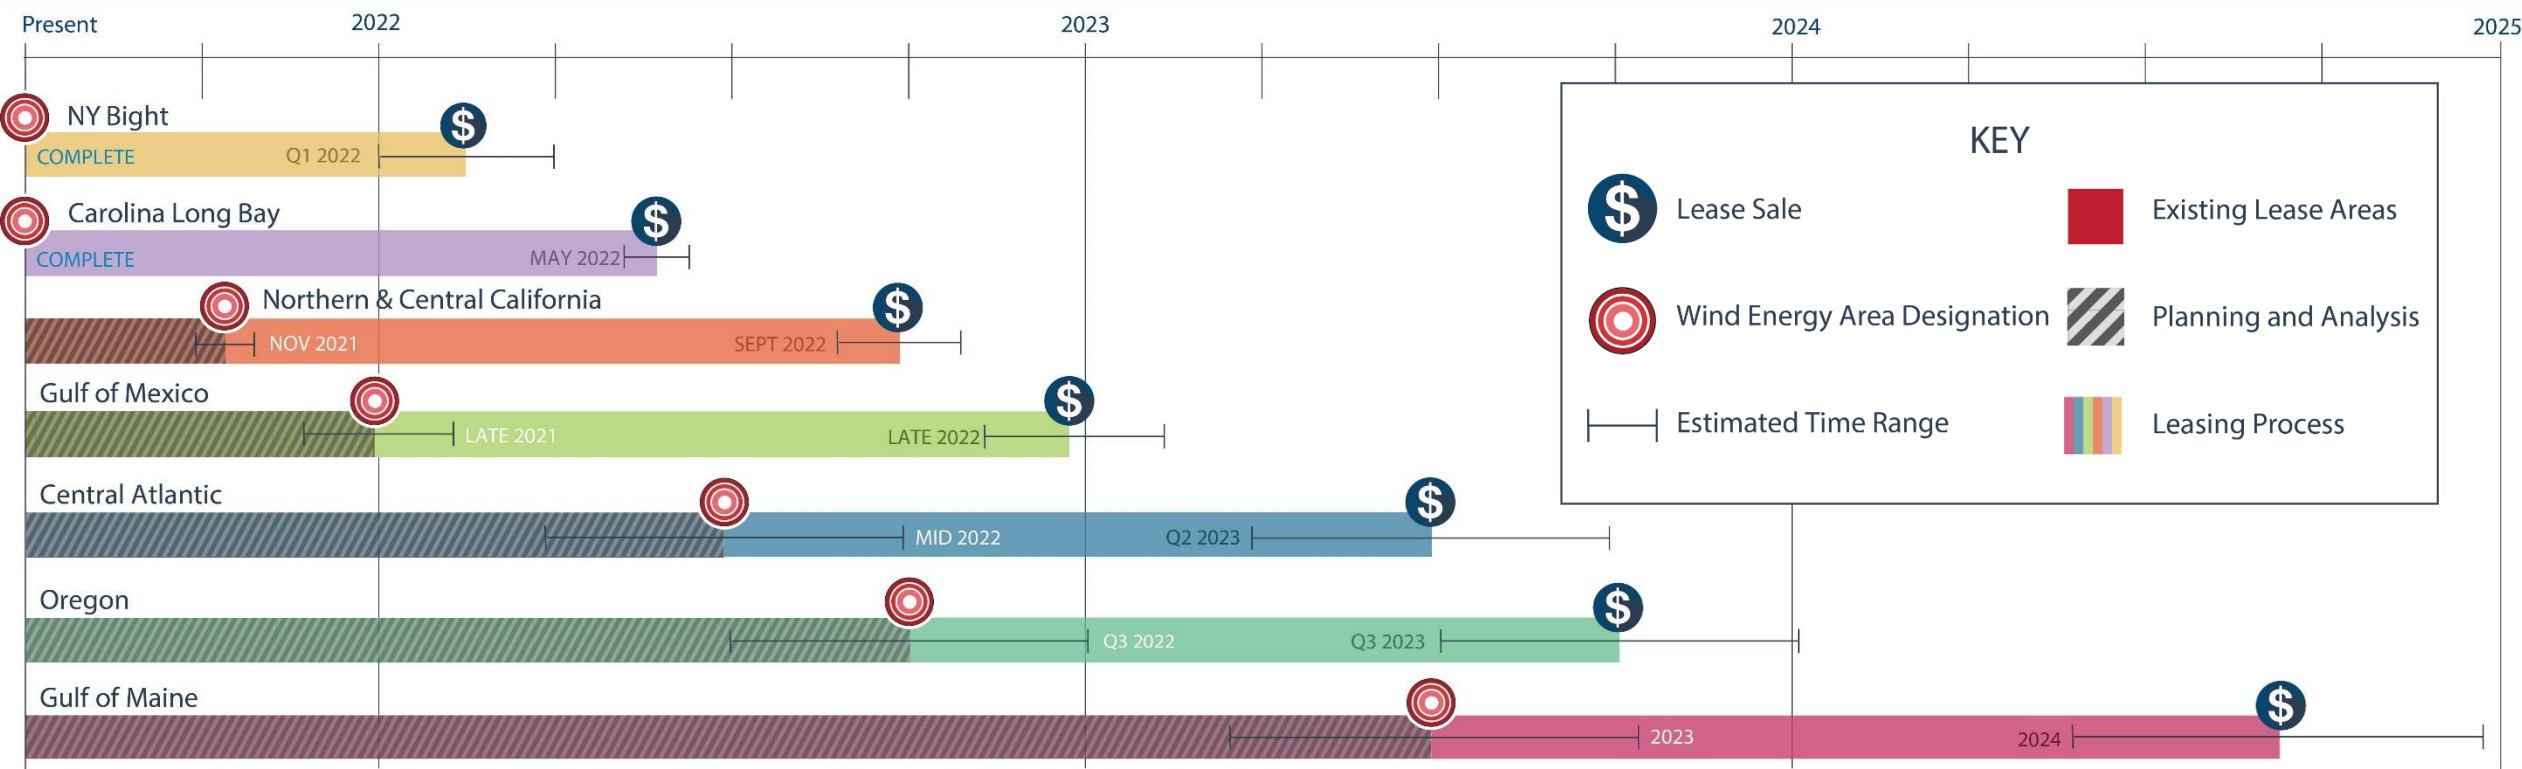 Present 2022 2023 2024 2025
NY Bight
COMPLETE Q1 2022
Carolina Long Bay
COMPLETE MAY 2022
Northern & Central California
NOV 2021 SEPT 2022
Gulf of Mexico
LATE 2021 LATE 2022
Central Atlantic
MID 2022 Q2 2023
Oregon
Q3 2022 Q3 2023
Gulf of Maine
2023 2024
KEY
Lease Sale Existing Lease Areas
Wind Energy Area Designation Planning and Analysis
Estimated Time Range Leasing Process
$
$
$
$
$
$
$
$